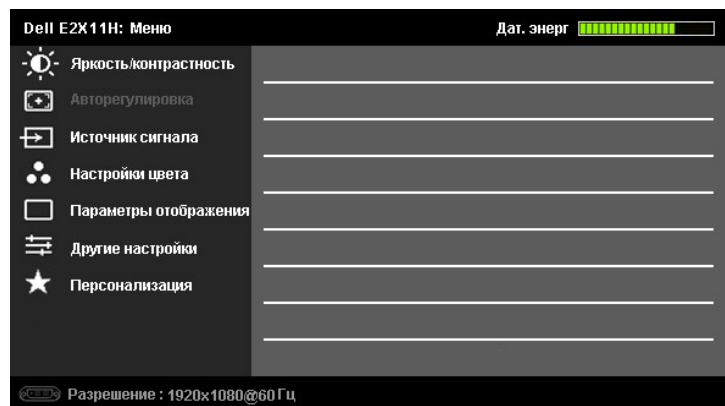 Dell E2X11H: Меню
Дат. энерг
Яркость/контрастность
Авторегулировка
Источник сигнала
Настройки цвета
Параметры отображения
Другие настройки
Персонализация
Разрешение : 1920x1080@60 Гц